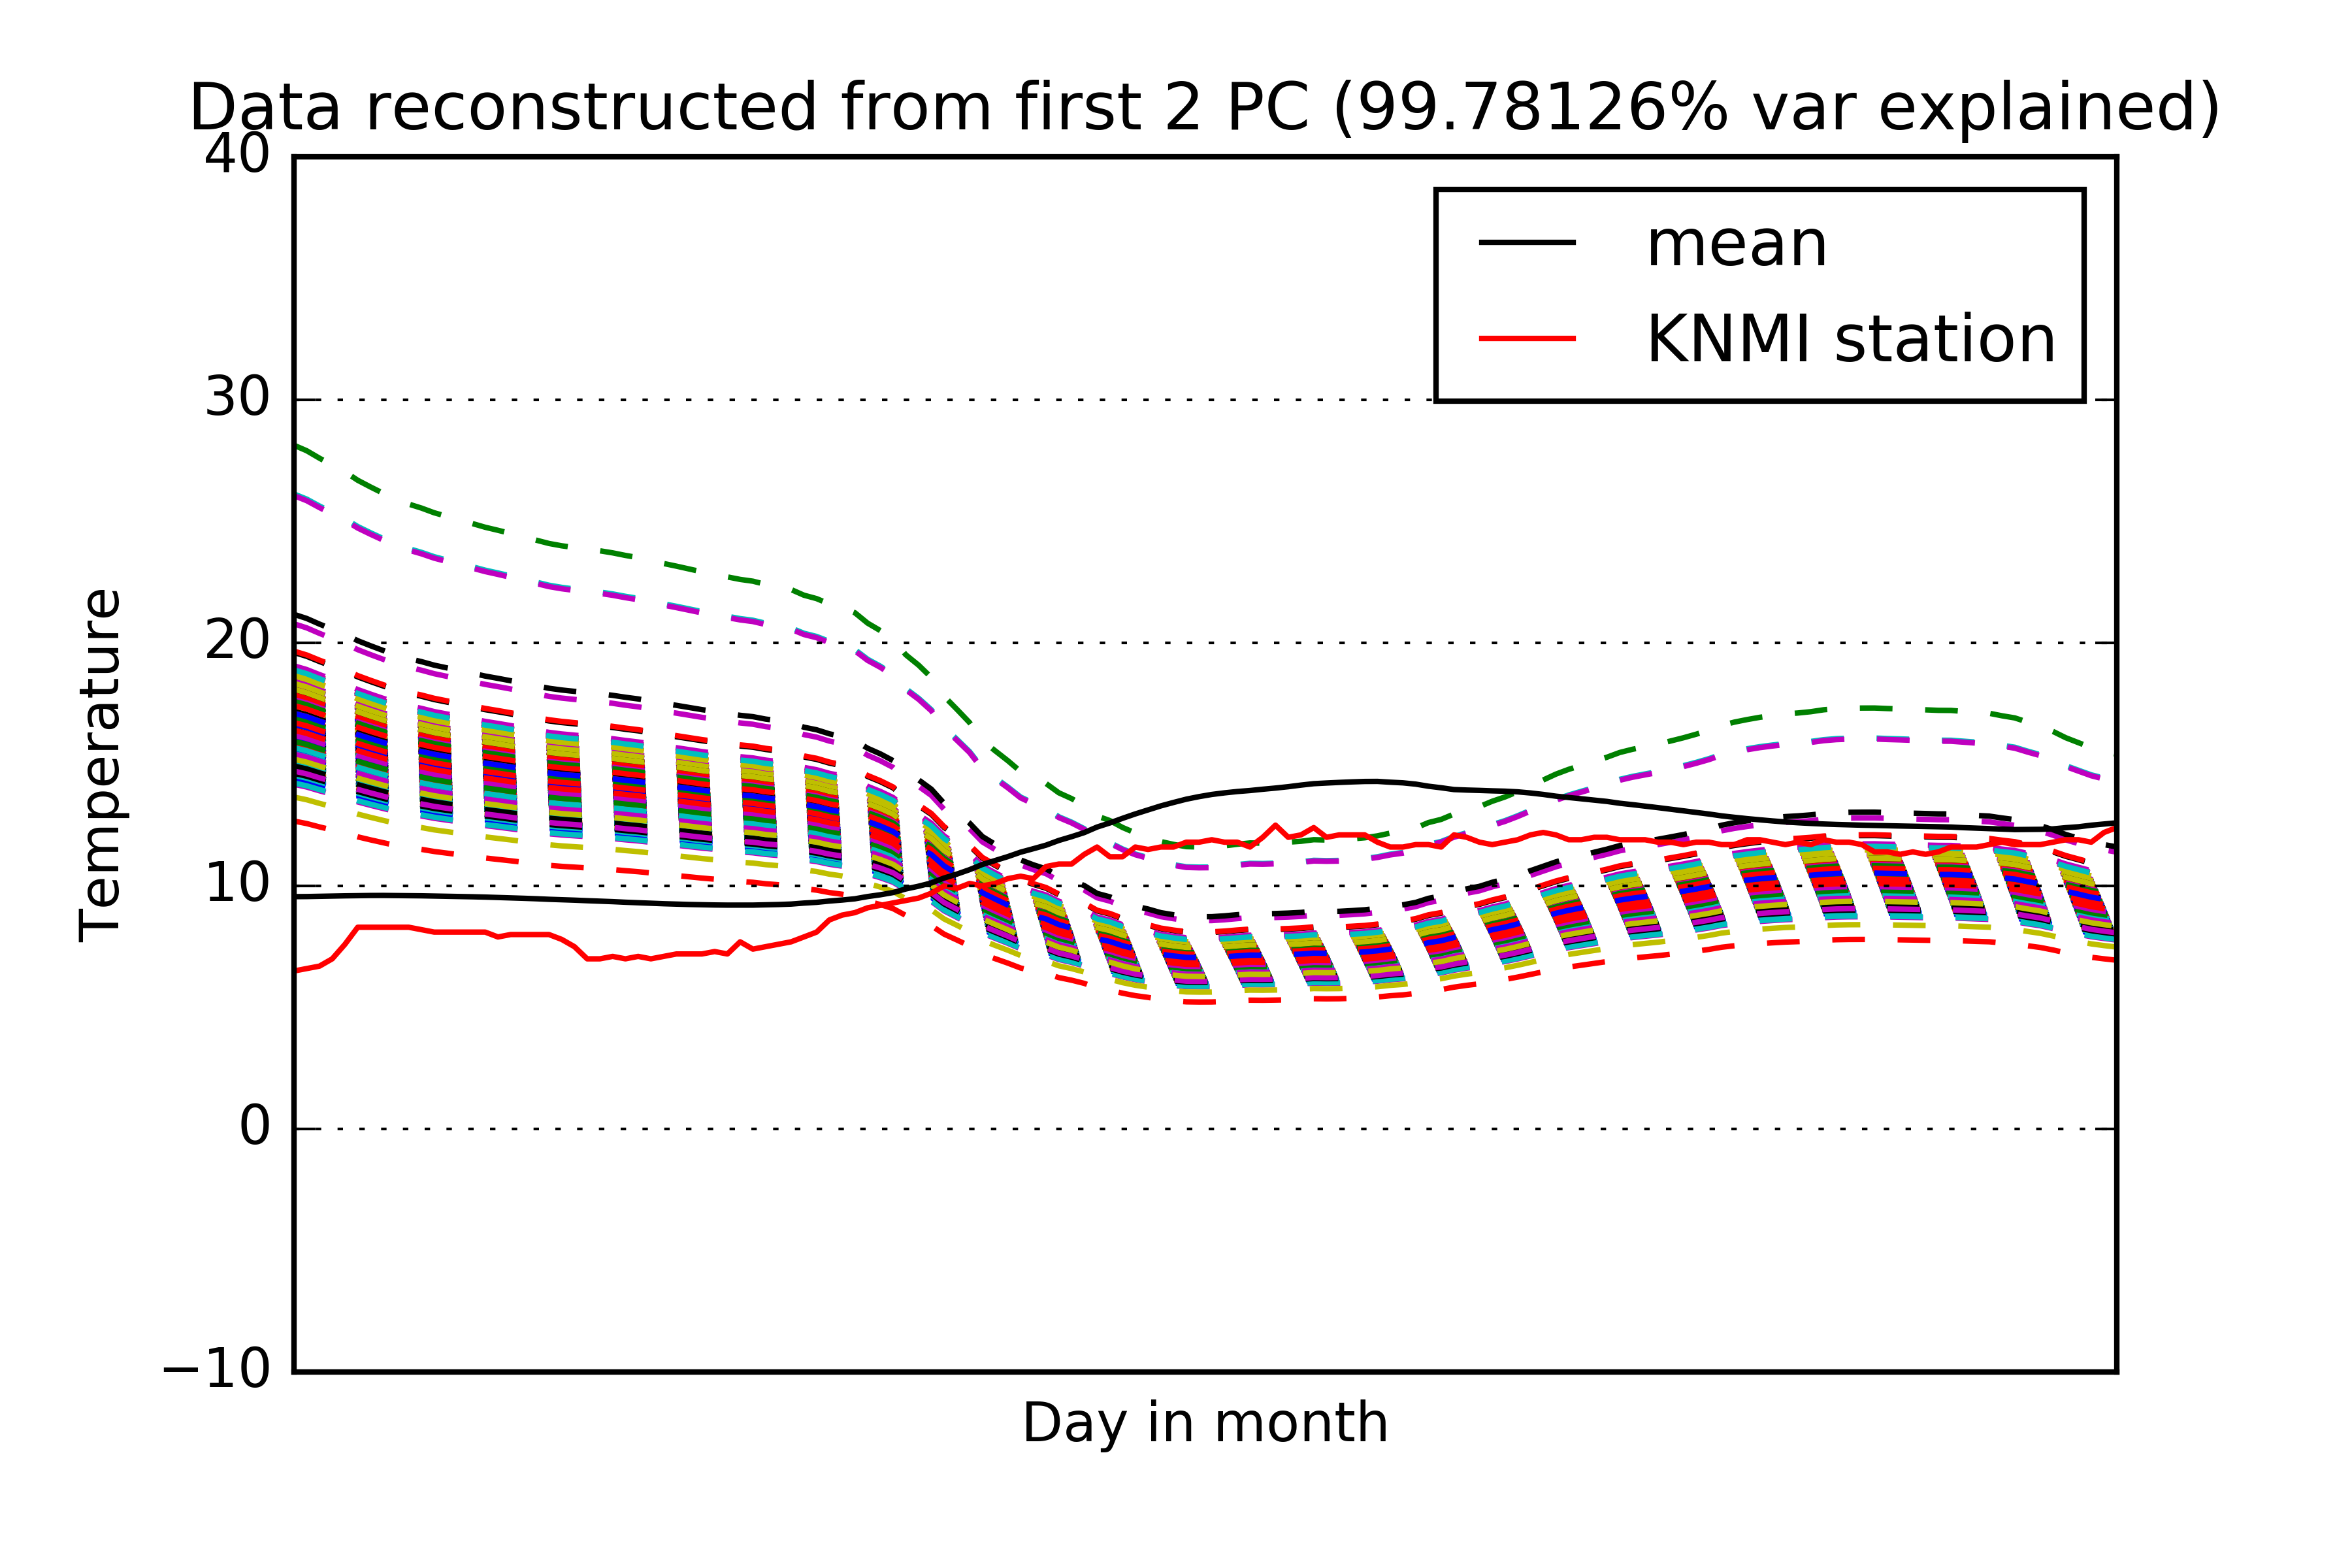 Data reconstructed from first 2 PC (99.78126% var explained)
40
30
20
10
0
−10
Temperature
mean
KNMI station
Day in month